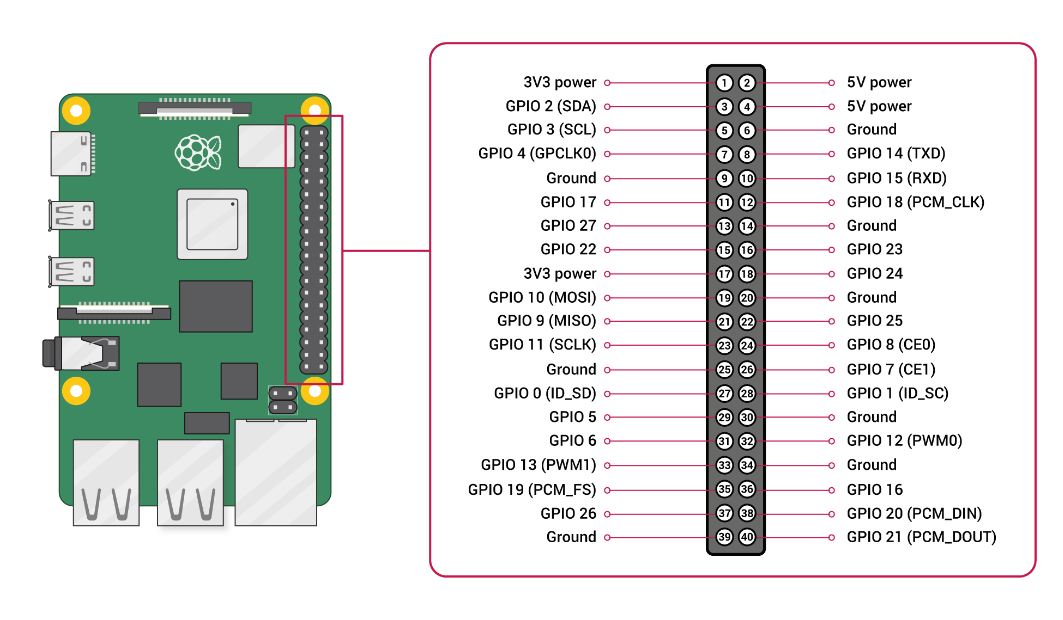 3V3 power 1 2 5V power
GPIO 2 (SDA) 3 4 5V power
GPIO 3 (SCL) 5 6 Ground
GPIO 4 (GPCLK0) 7 8 GPIO 14 (TXD)
Ground 9 10 GPIO 15 (RXD)
GPIO 17 11 12 GPIO 18 (PCM_CLK)
GPIO 27 13 14 Ground
GPIO 22 15 16 GPIO 23
3V3 power 17 18 GPIO 24
GPIO 10 (MOSI) 19 20 Ground
GPIO 9 (MISO) 21 22 GPIO 25
GPIO 11 (SCLK) 23 24 GPIO 8 (CE0)
Ground 25 26 GPIO 7 (CE1)
GPIO 0 (ID_SD) 27 28 GPIO 1 (ID_SC)
GPIO 5 29 30 Ground
GPIO 6 31 32 GPIO 12 (PWM0)
GPIO 13 (PWM1) 33 34 Ground
GPIO 19 (PCM_FS) 35 36 GPIO 16
GPIO 26 37 38 GPIO 20 (PCM_DIN)
Ground 39 40 GPIO 21 (PCM_DOUT)